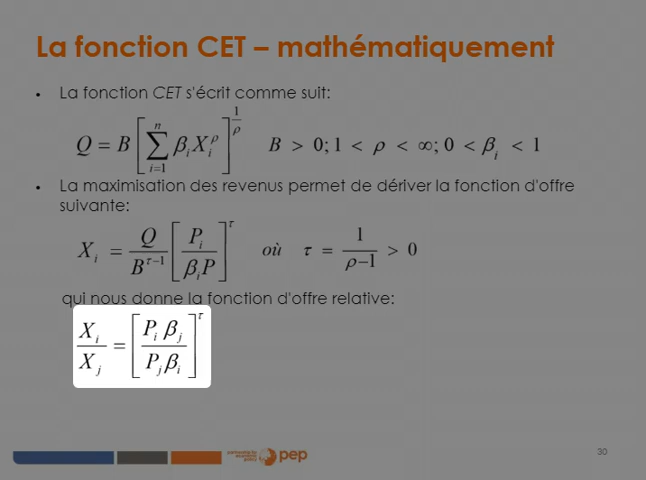 La fonction CET – mathématiquement
• La fonction CET s'écrit comme suit:
Q = B [ ∑_{i=1}^{n} β_i X_i^ρ ]^{1/ρ}   B > 0; 1 < ρ < ∞; 0 < β_i < 1
• La maximisation des revenus permet de dériver la fonction d'offre
suivante:
X_i = Q / B^{τ−1} [ P_i / β_i P ]^τ   où   τ = 1 / (ρ−1) > 0
qui nous donne la fonction d'offre relative:
X_i / X_j = [ P_i β_j / P_j β_i ]^τ
pep
30